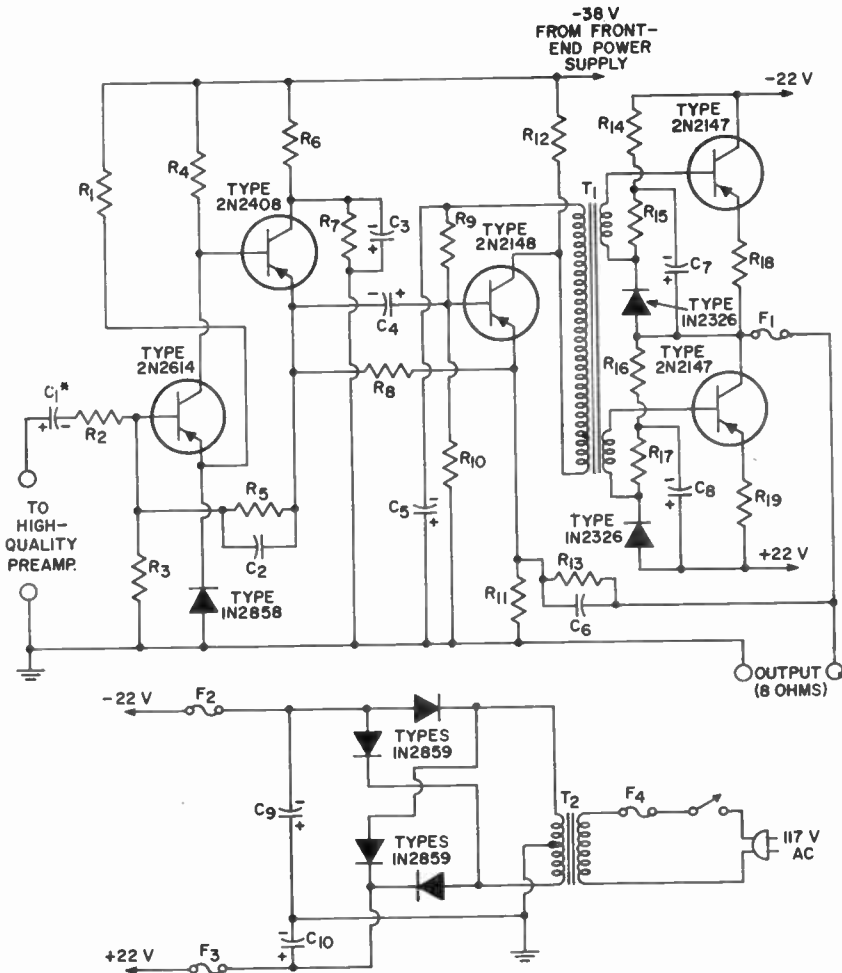 -38 V
FROM FRONT-
END POWER
SUPPLY
-22 V
TYPE
2N2147
R14
R12
R6
R4
R1
TYPE
2N2408
R7
C3
R9
T1
TYPE
2N2148
R15
C7
R18
TYPE
1N2326
F1
C4
TYPE
2N2147
TYPE
2N2614
R8
R16
C1*
R2
R10
R17
C8
R19
TO
HIGH-
QUALITY
PREAMP.
R5
C2
C5
TYPE
1N2326
+22 V
R3
TYPE
1N2858
R11
R13
C6
OUTPUT
(8 OHMS)
-22 V
F2
TYPES
1N2859
T2
F4
C9
TYPES
1N2859
117 V
AC
+22 V
F3
C10